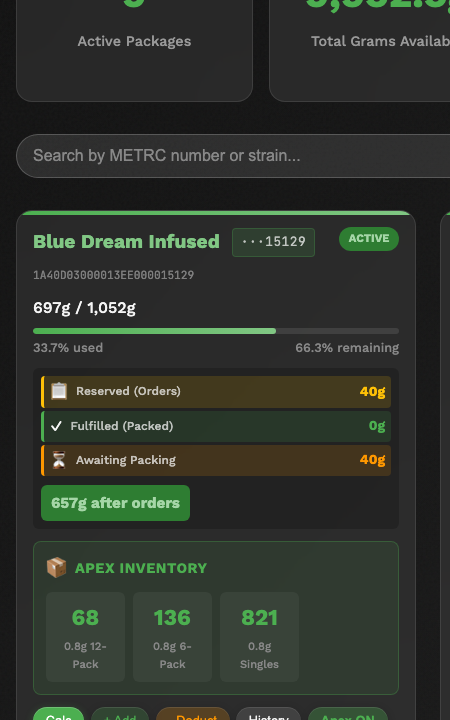 Active Packages
Total Grams Availab
Search by METRC number or strain...
Blue Dream Infused
···15129
ACTIVE
1A40D03000013EE000015129
697g / 1,052g
33.7% used
66.3% remaining
Reserved (Orders)
40g
Fulfilled (Packed)
0g
Awaiting Packing
40g
657g after orders
APEX INVENTORY
68
136
821
0.8g 12-
Pack
0.8g 6-
Pack
0.8g
Singles
Calc
+ Add
- Deduct
History
Apex ON